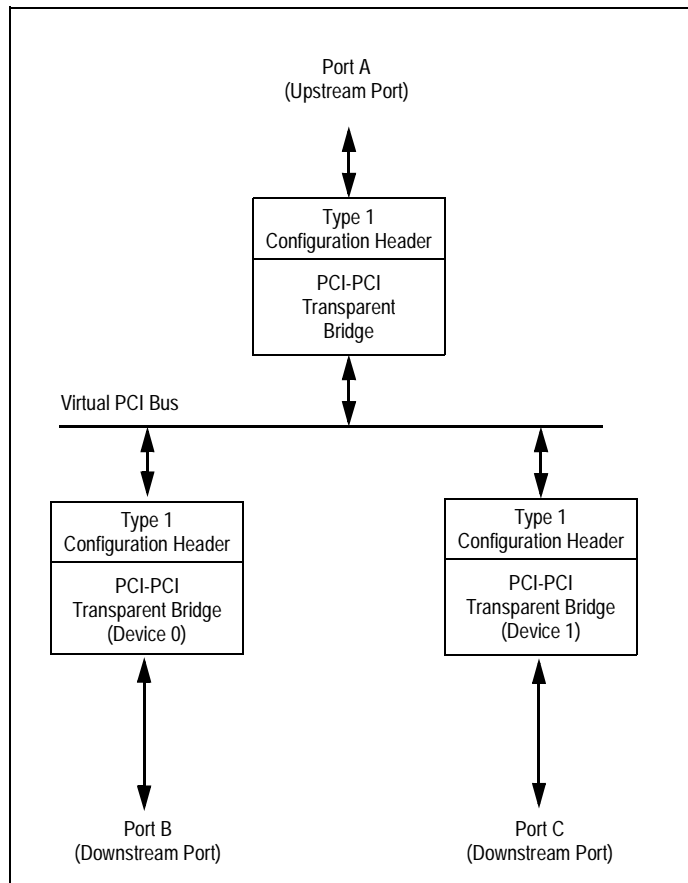 Port A
(Upstream Port)
Type 1
Configuration Header
PCI-PCI
Transparent
Bridge
Virtual PCI Bus
Type 1
Configuration Header
PCI-PCI
Transparent Bridge
(Device 0)
Type 1
Configuration Header
PCI-PCI
Transparent Bridge
(Device 1)
Port B
(Downstream Port)
Port C
(Downstream Port)